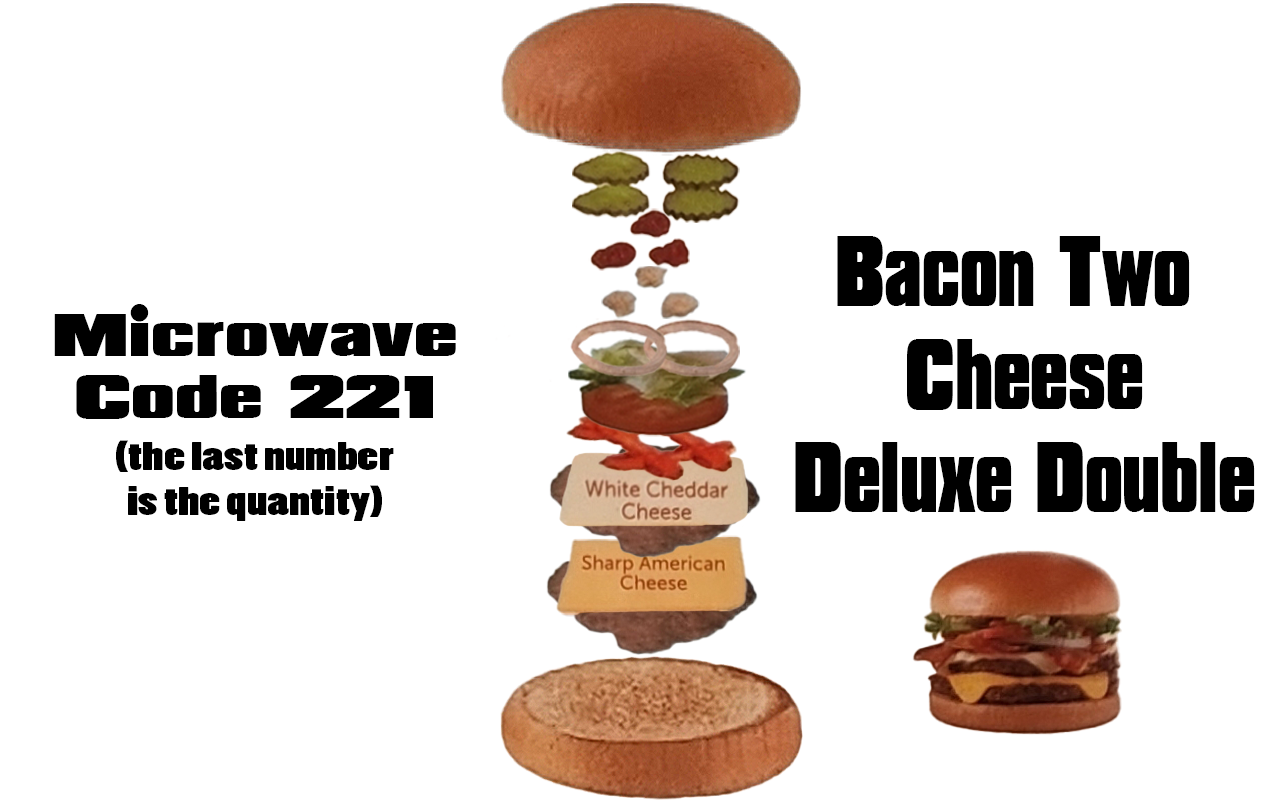 Microwave
Code 221
(the last number
is the quantity)
White Cheddar
Cheese
Sharp American
Cheese
Bacon Two
Cheese
Deluxe Double